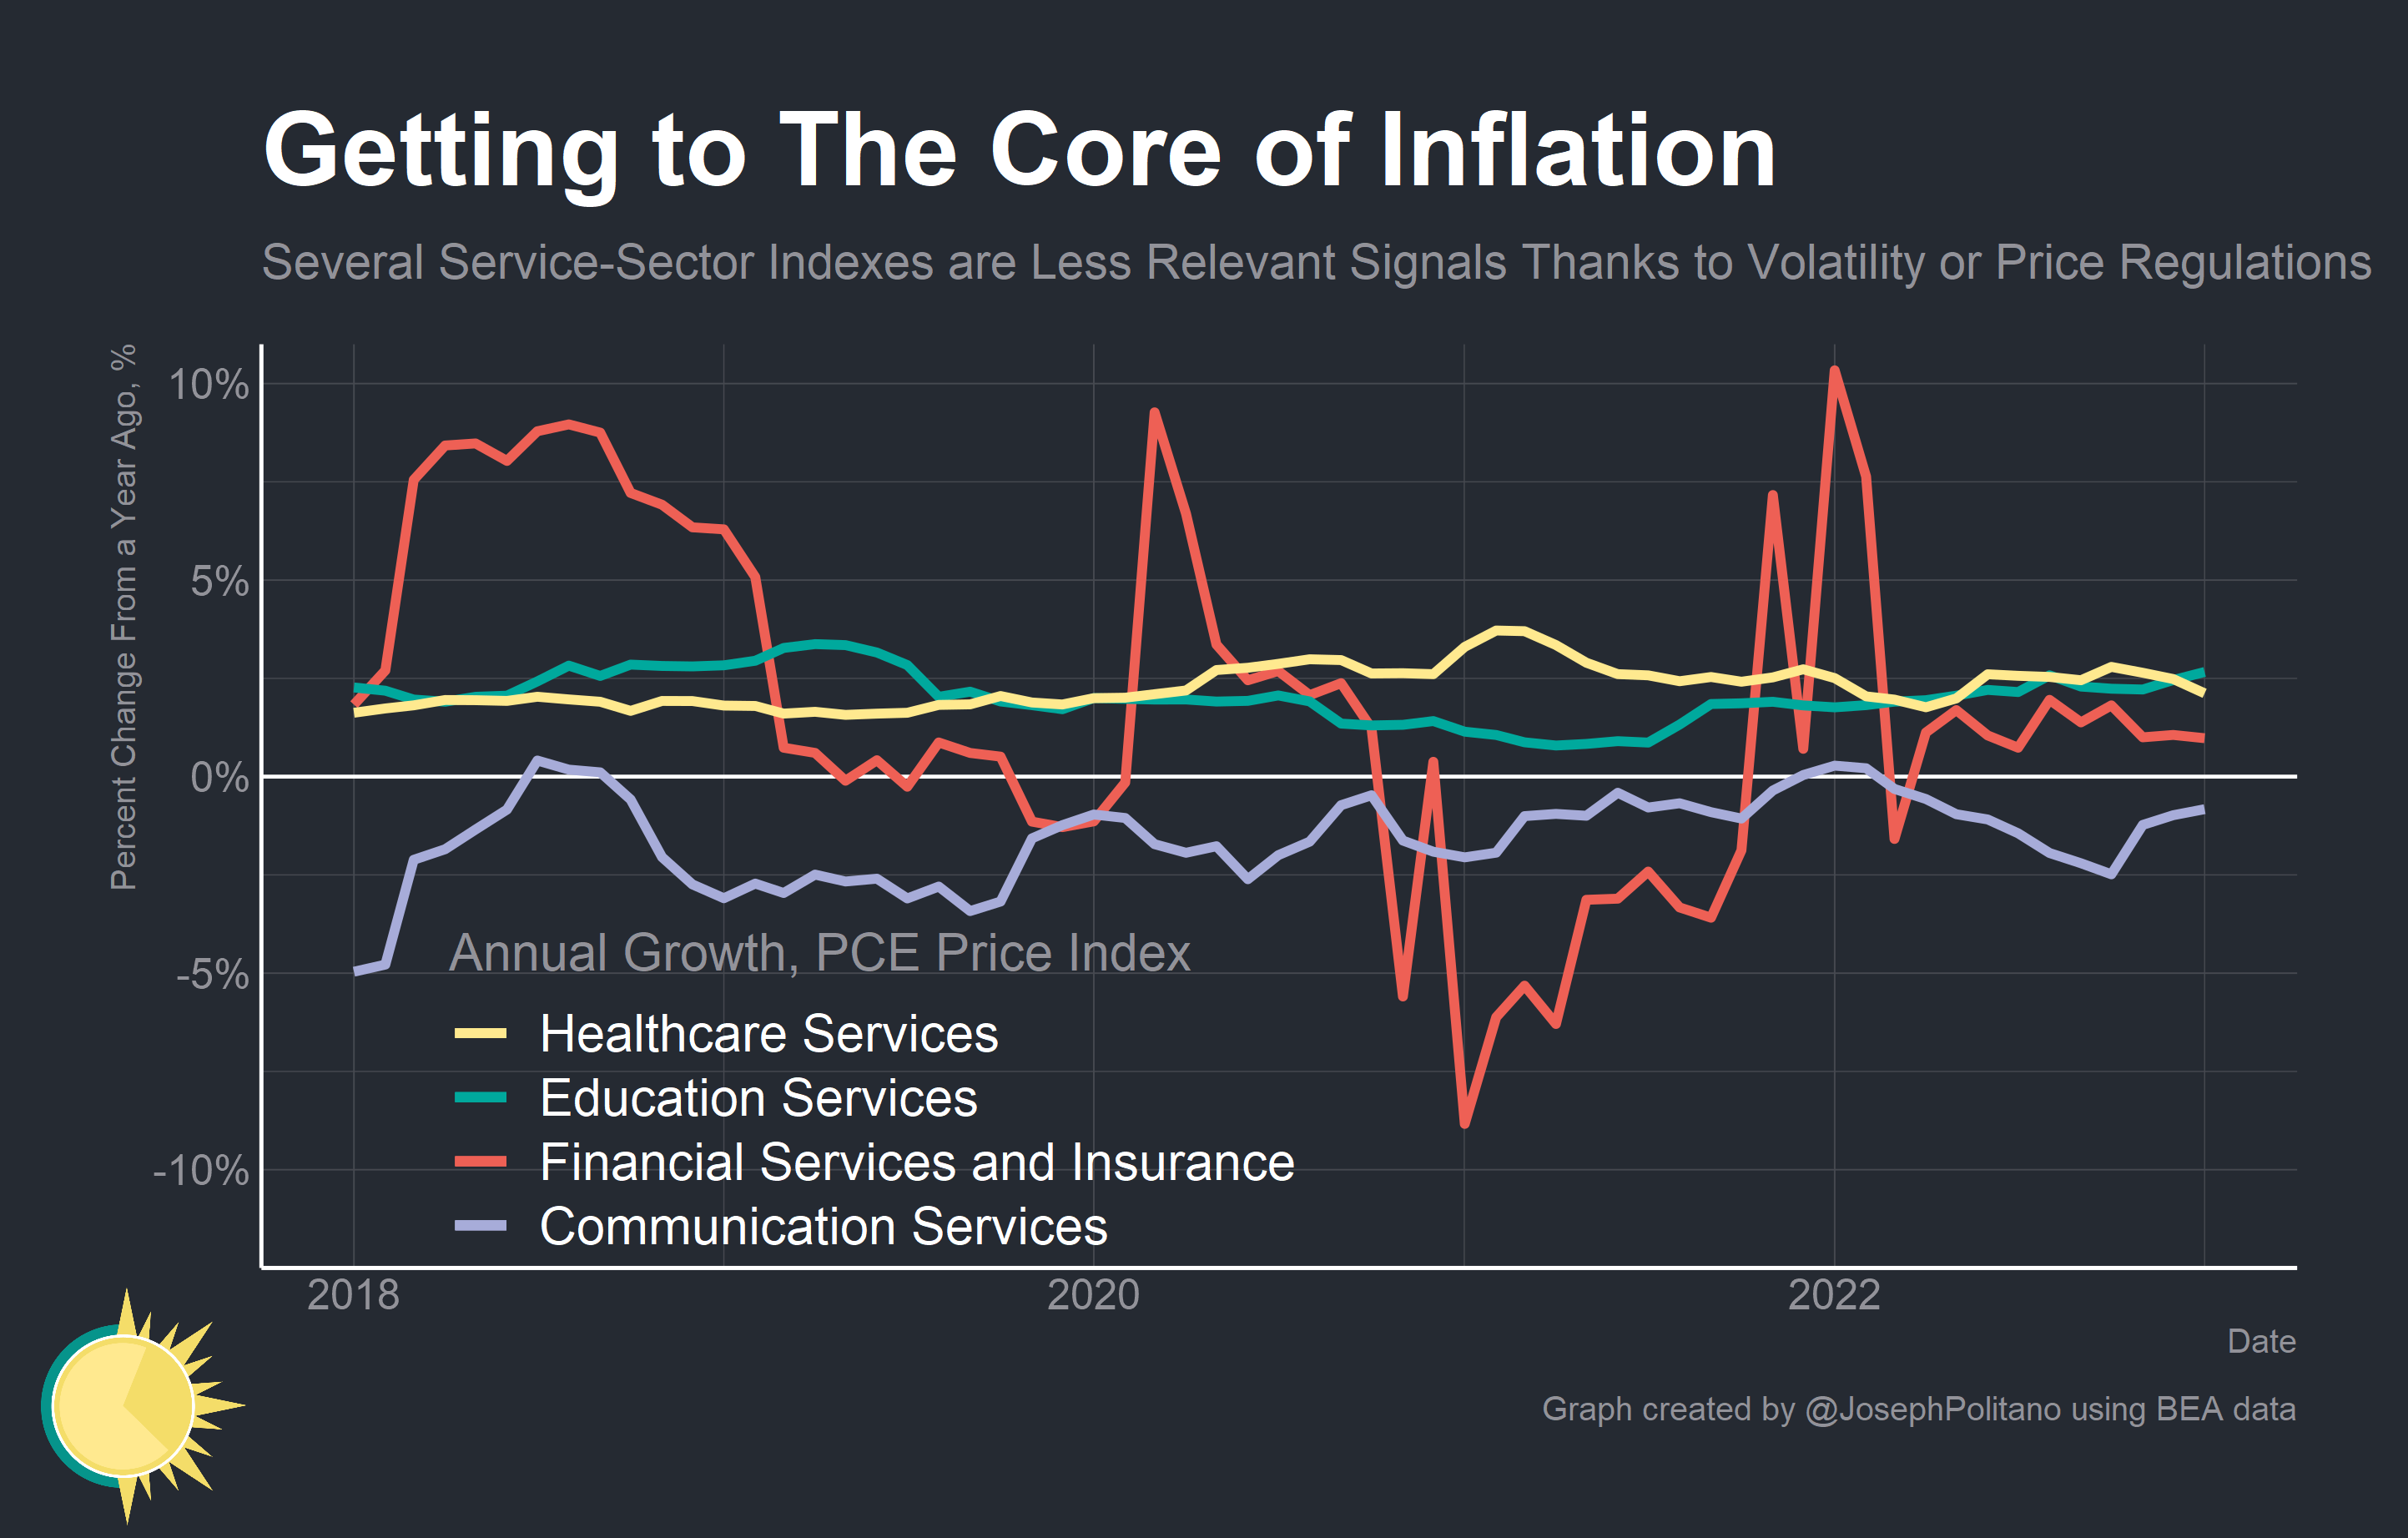 Getting to The Core of Inflation
Several Service-Sector Indexes are Less Relevant Signals Thanks to Volatility or Price Regulations
Percent Change From a Year Ago, %
10%
5%
0%
-5%
-10%
Annual Growth, PCE Price Index
Healthcare Services
Education Services
Financial Services and Insurance
Communication Services
2018
2020
2022
Date
Graph created by @JosephPolitano using BEA data